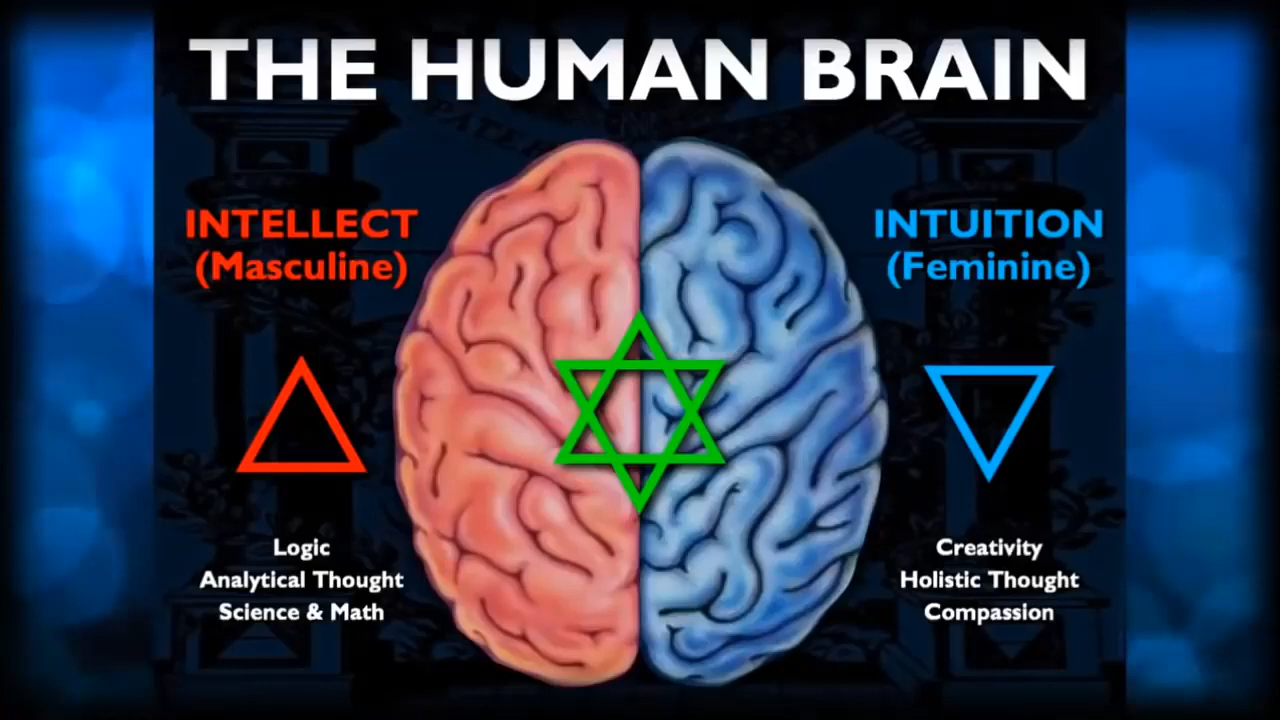 THE HUMAN BRAIN
INTELLECT
(Masculine)
INTUITION
(Feminine)
Logic
Analytical Thought
Science & Math
Creativity
Holistic Thought
Compassion